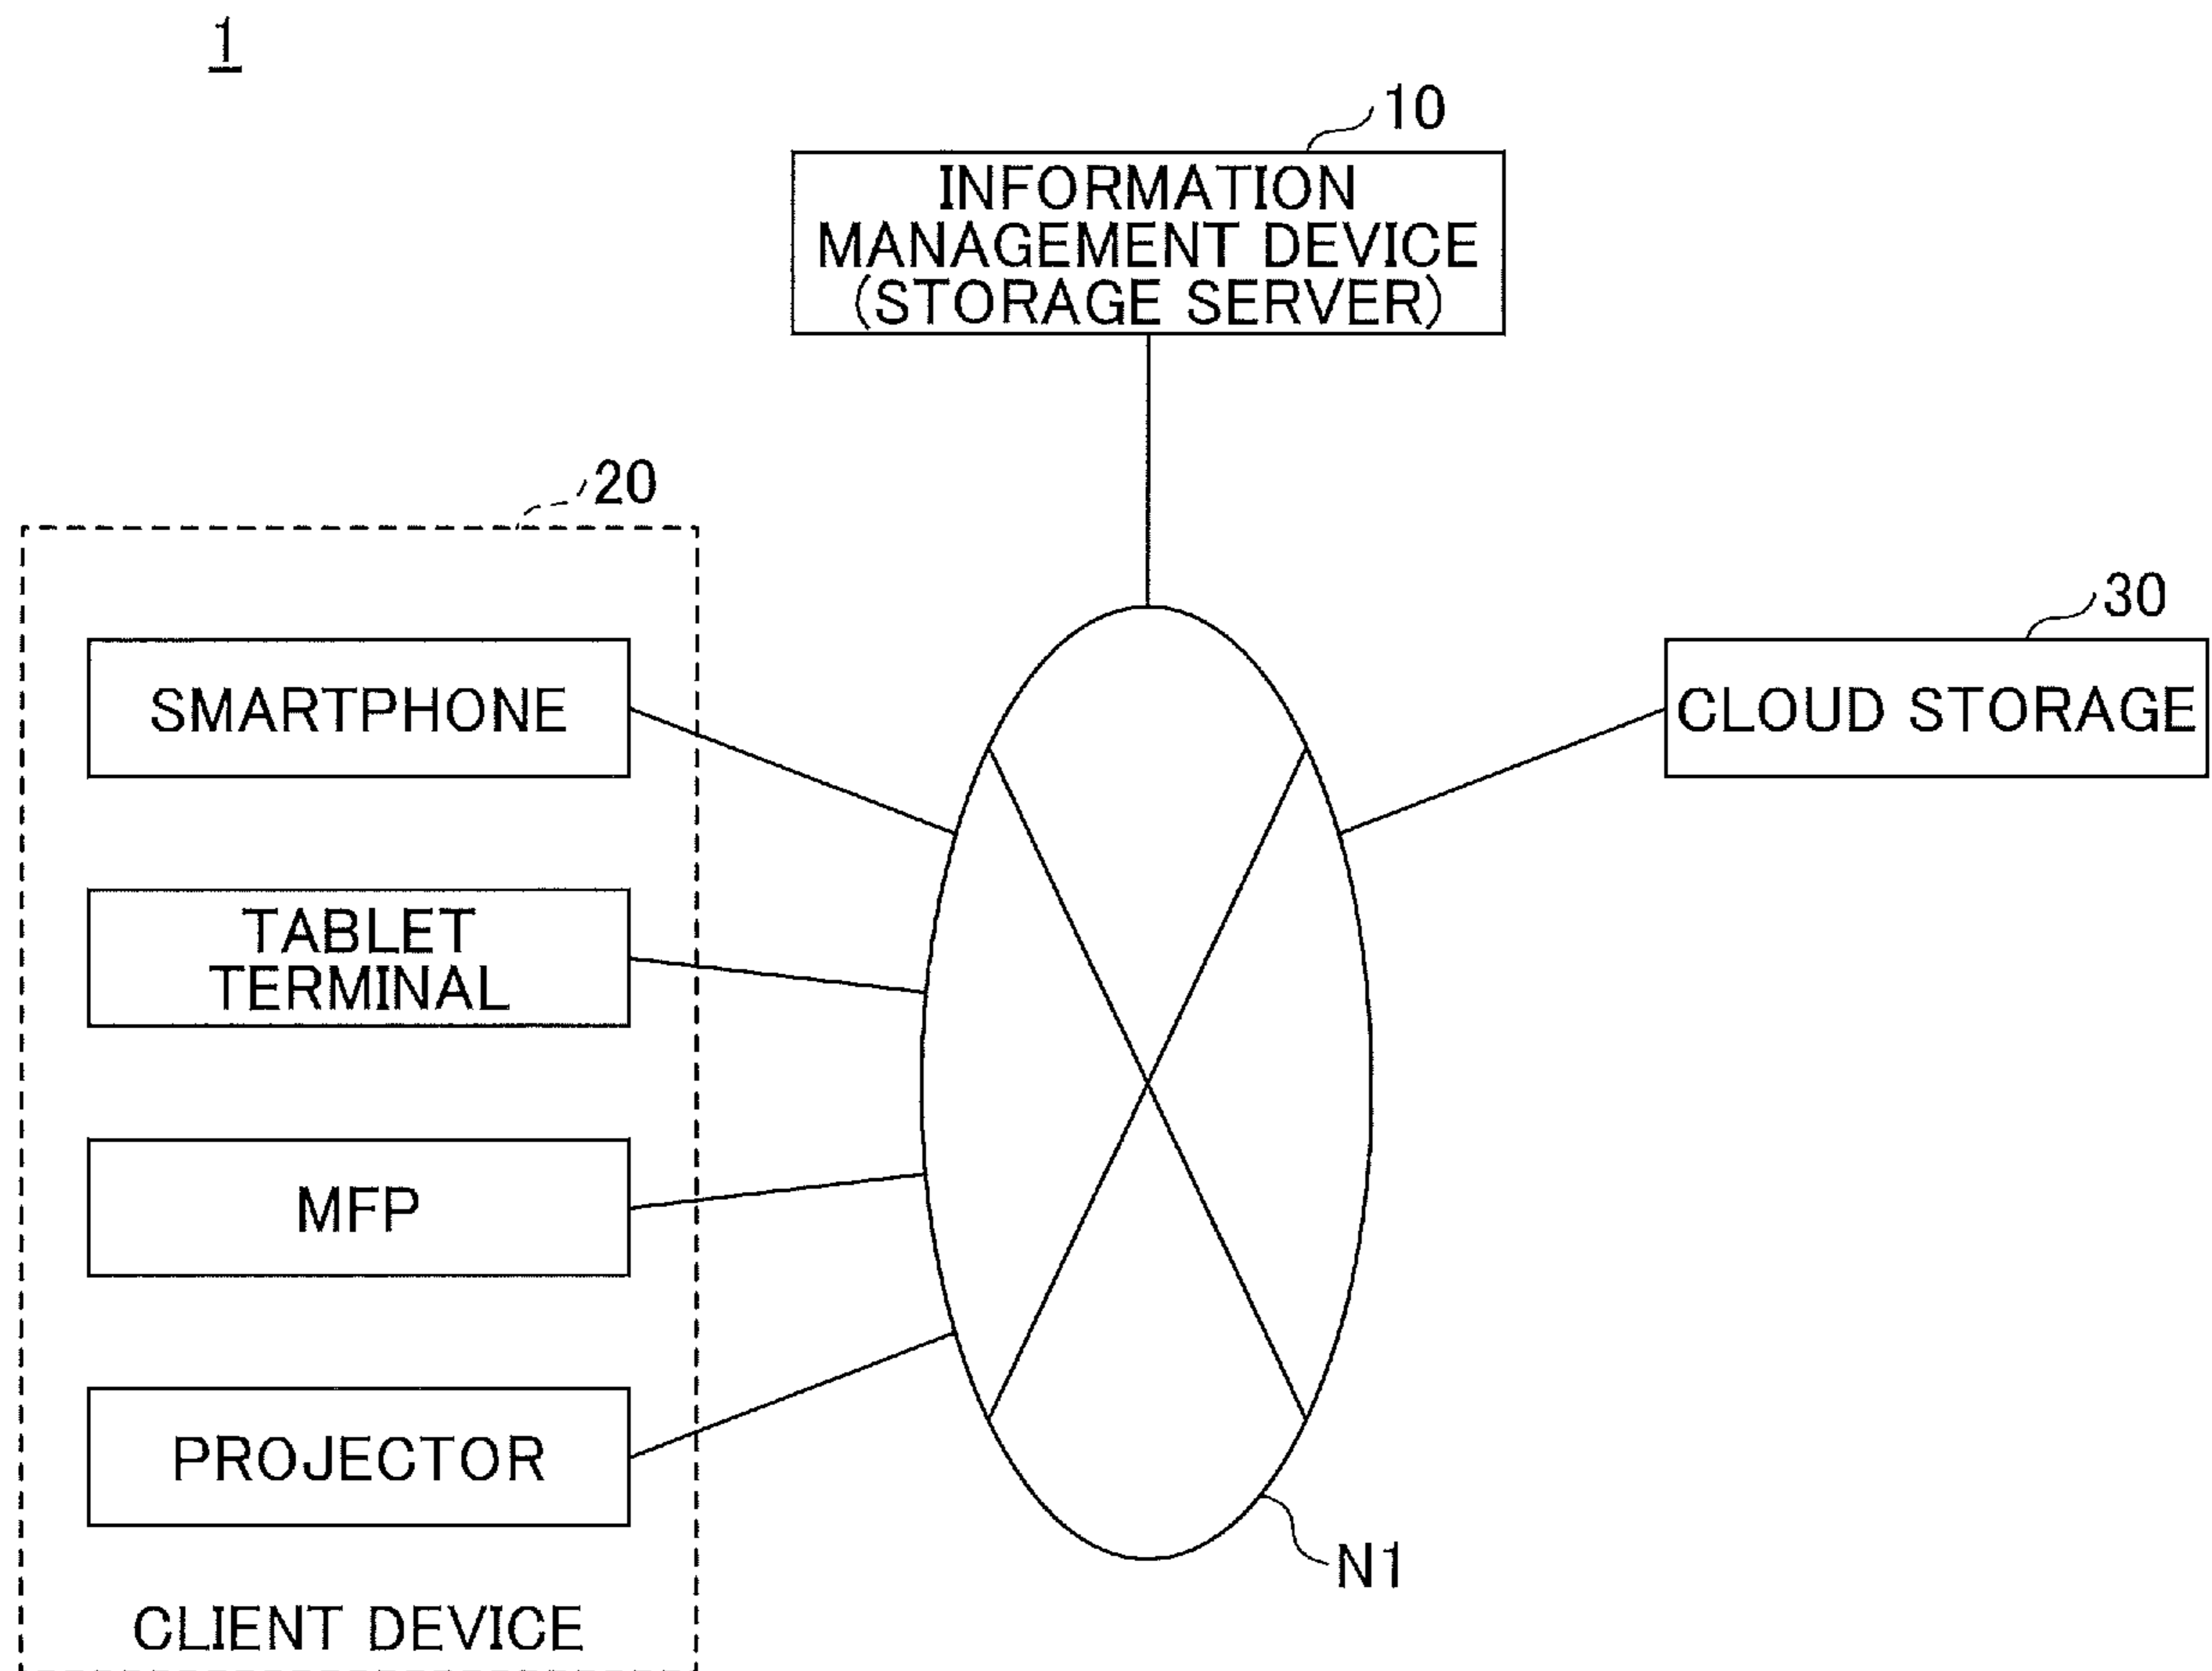 1
10
INFORMATION
MANAGEMENT DEVICE
(STORAGE SERVER)
20
30
SMARTPHONE
CLOUD STORAGE
TABLET
TERMINAL
MFP
PROJECTOR
N1
CLIENT DEVICE